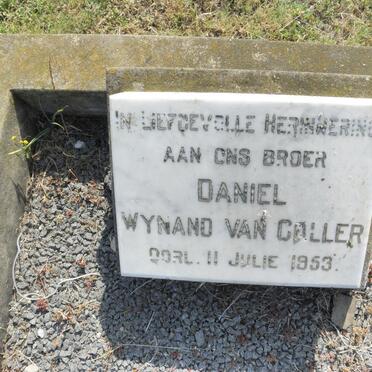 IN LIEFDEVOLLE HERINNERING
AAN ONS BROER
DANIEL
WYNAND VAN COLLER
OORL. 11 JULIE 1953.